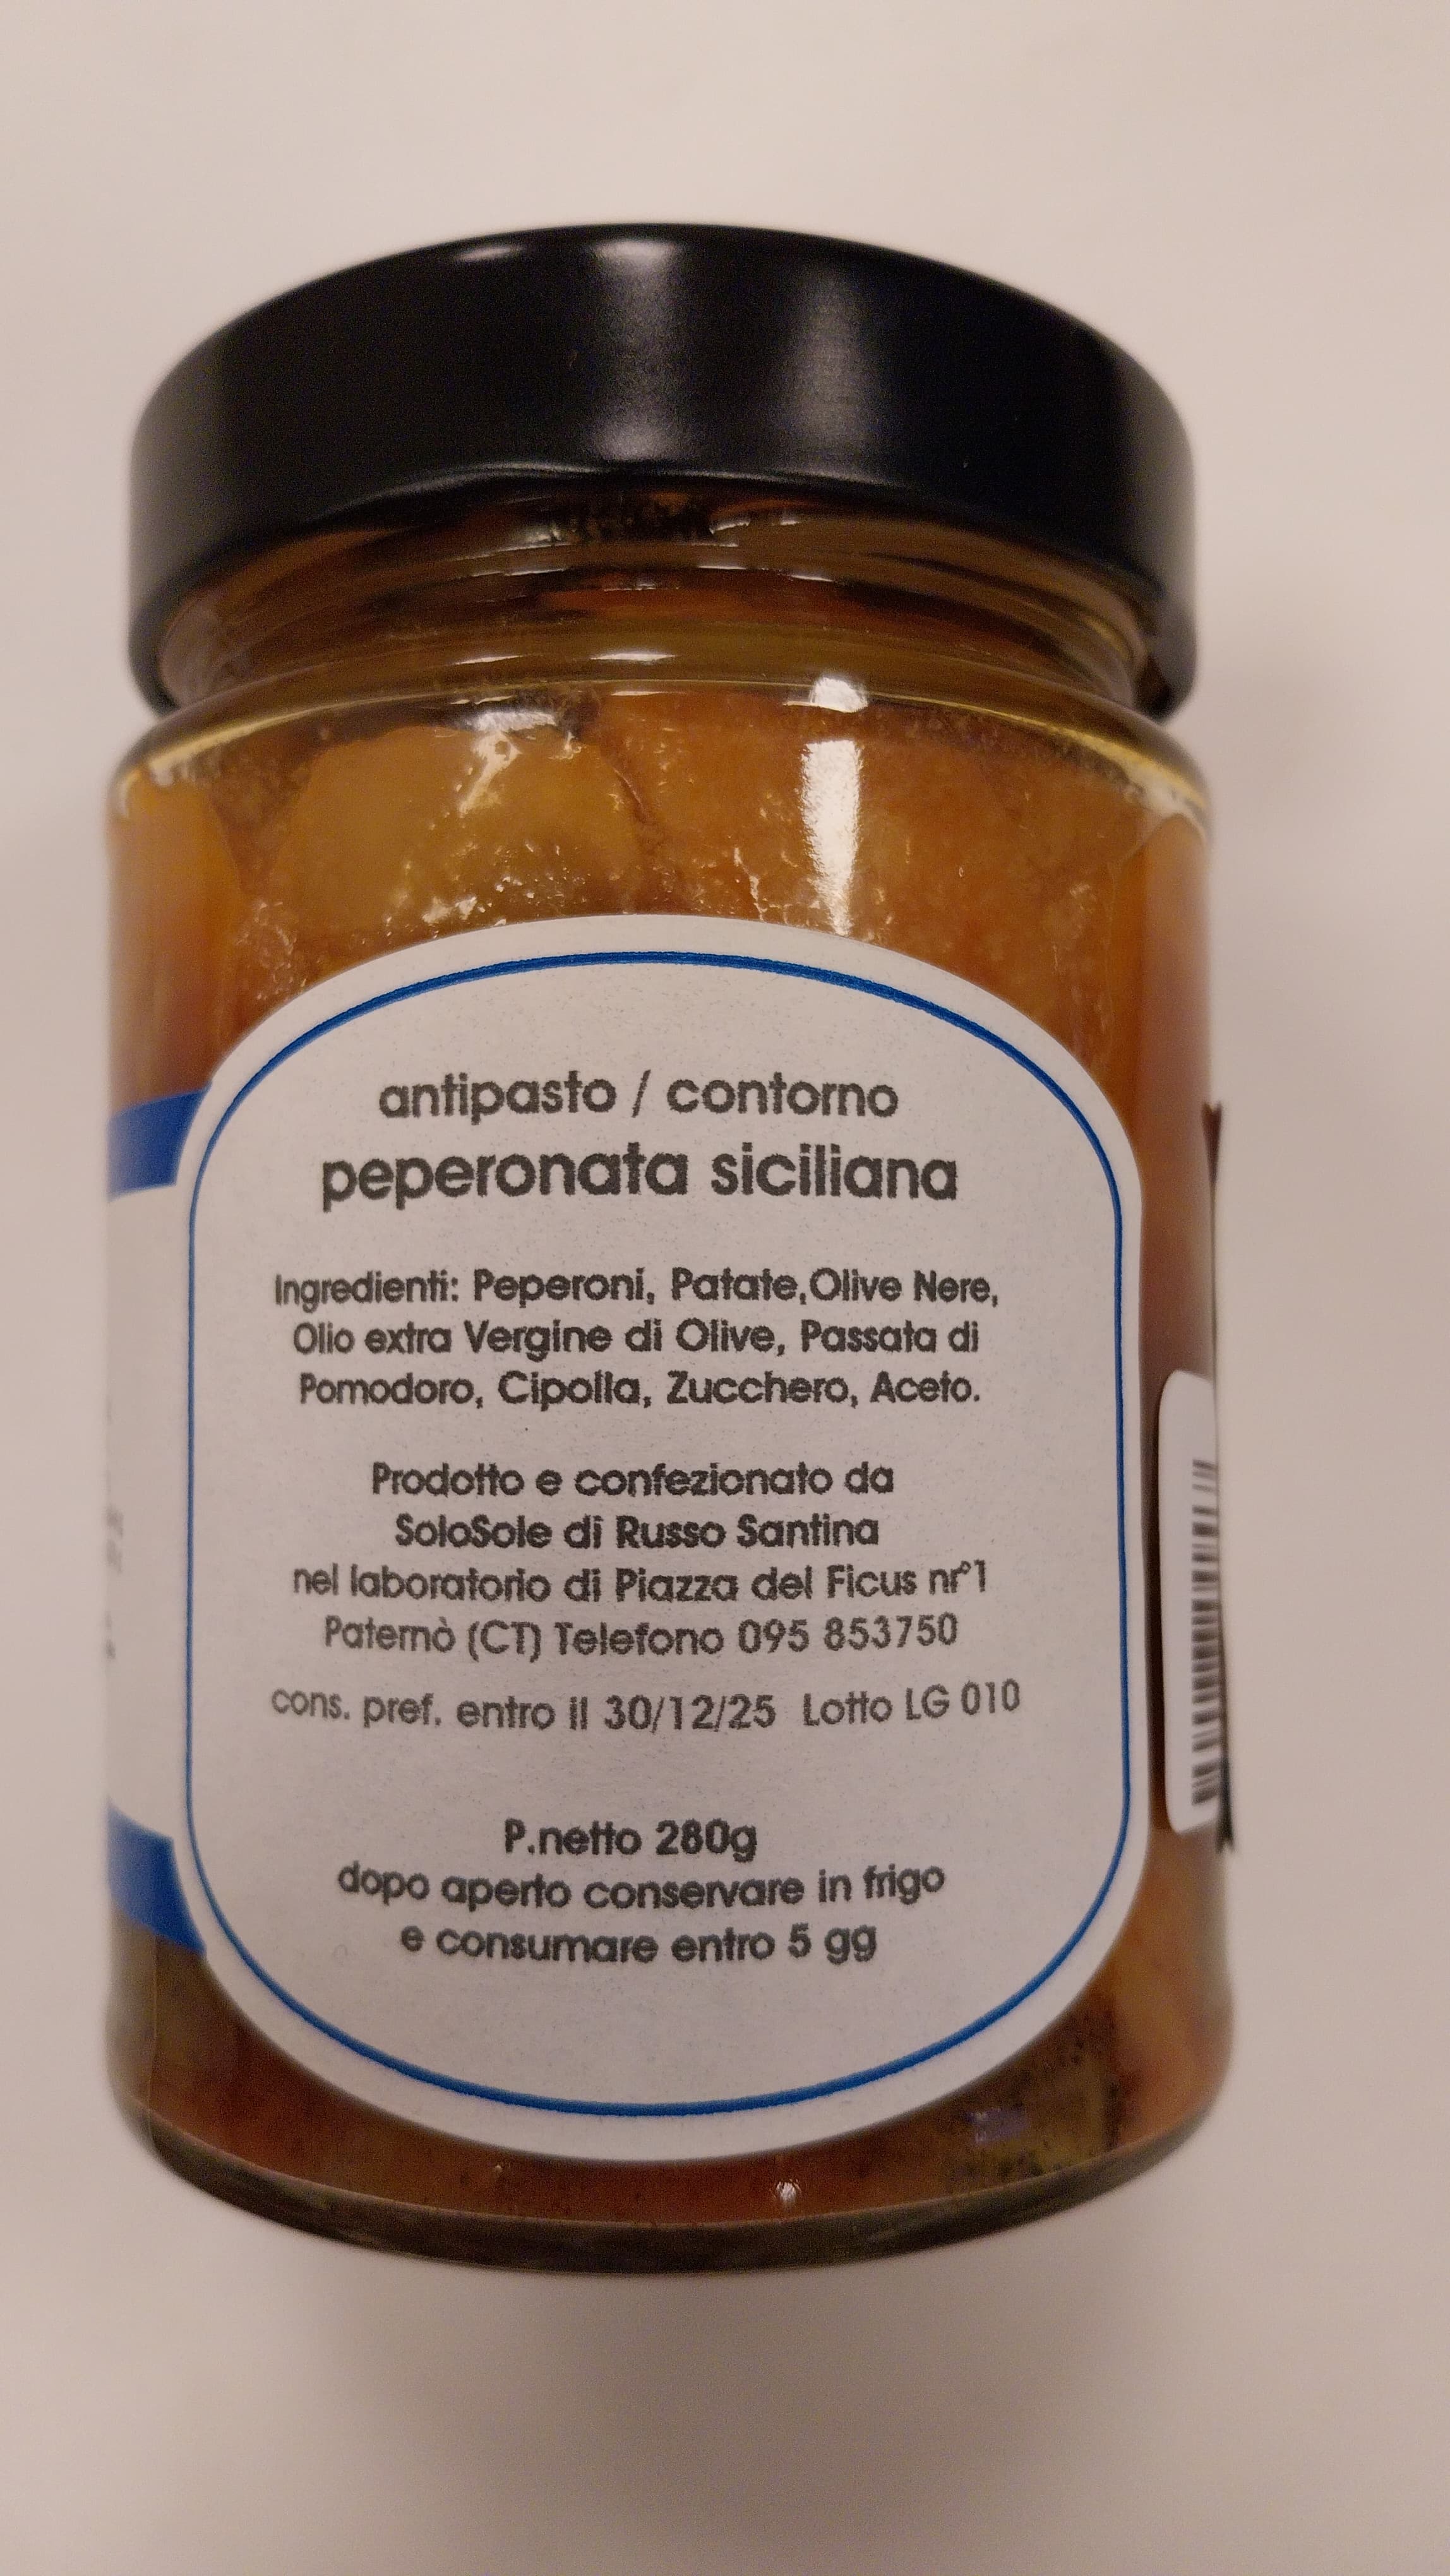 antipasto / contorno
peperonata siciliana
Ingredienti: Peperoni, Patate,Olive Nere,
Olio extra Vergine di Olive, Passata di
Pomodoro, Cipolla, Zucchero, Aceto.
Prodotto e confezionato da
SoloSole di Russo Santina
nel laboratorio di Piazza del Ficus nr°1
Paternò (CT) Telefono 095 853750
cons. pref. entro il 30/12/25 Lotto LG 010
P.netto 280g
dopo aperto conservare in frigo
e consumare entro 5 gg